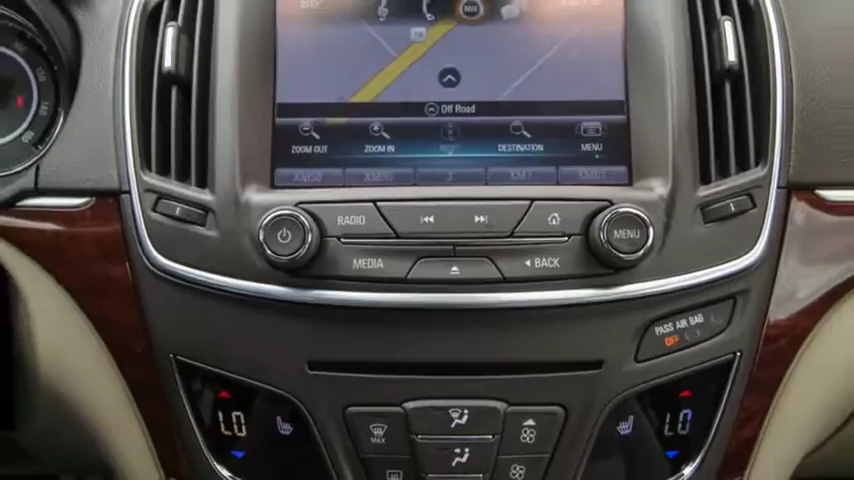 NW
Off Road
ZOOM OUT ZOOM IN RESET DESTINATION MENU
RADIO
MEDIA
BACK
MENU
PASS AIR BAG
OFF
LO LO
MAX